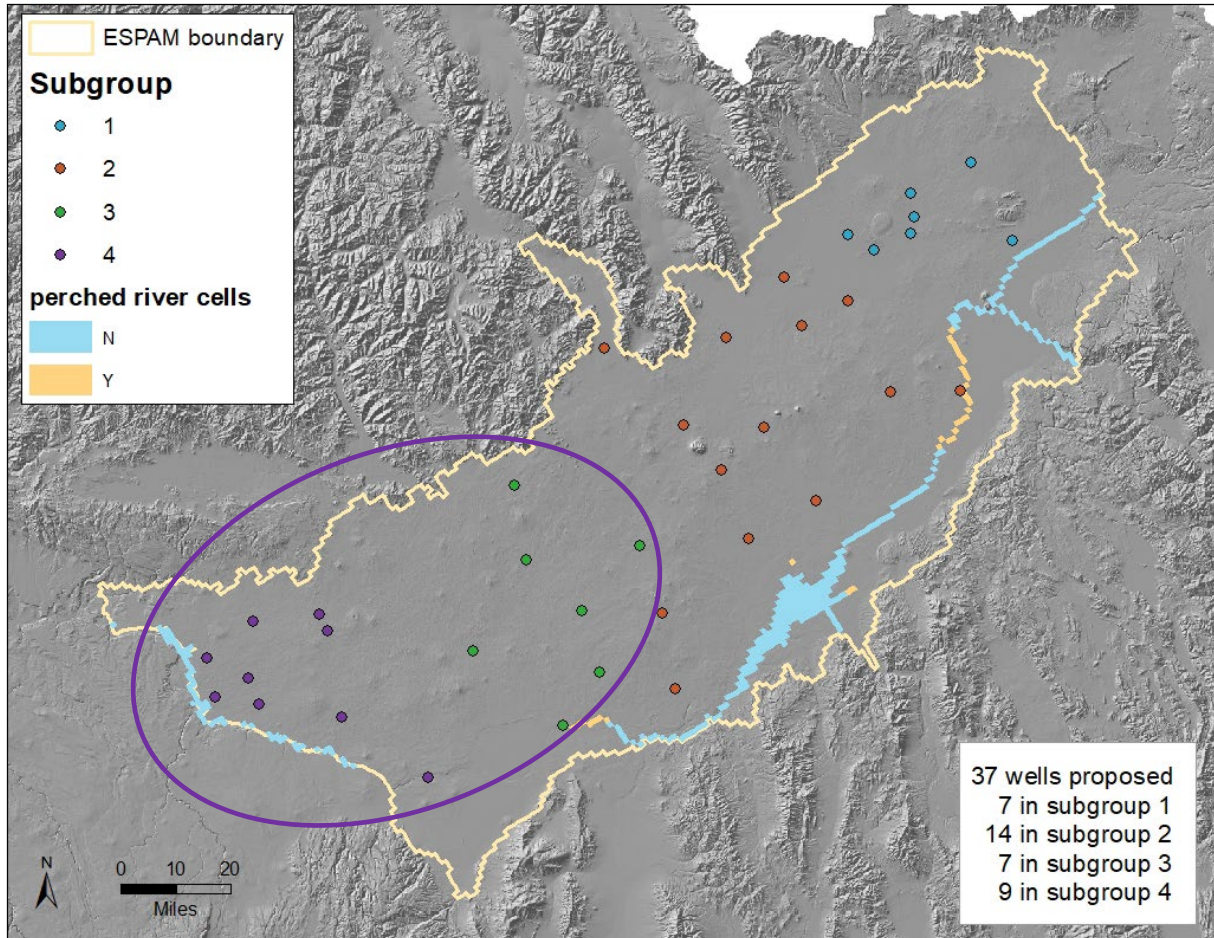 ESPAM boundary
Subgroup
1
2
3
4
perched river cells
N
Y
N
0 10 20
Miles
37 wells proposed
7 in subgroup 1
14 in subgroup 2
7 in subgroup 3
9 in subgroup 4